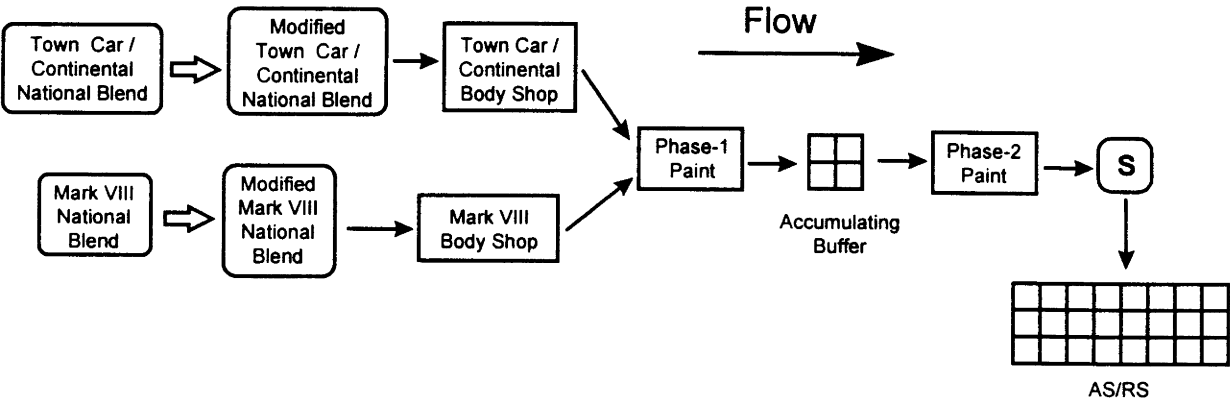 Flow
Town Car /
Continental
National Blend
Modified
Town Car /
Continental
National Blend
Town Car /
Continental
Body Shop
Mark VIII
National
Blend
Modified
Mark VIII
National
Blend
Mark VIII
Body Shop
Phase-1
Paint
Accumulating
Buffer
Phase-2
Paint
S
AS/RS